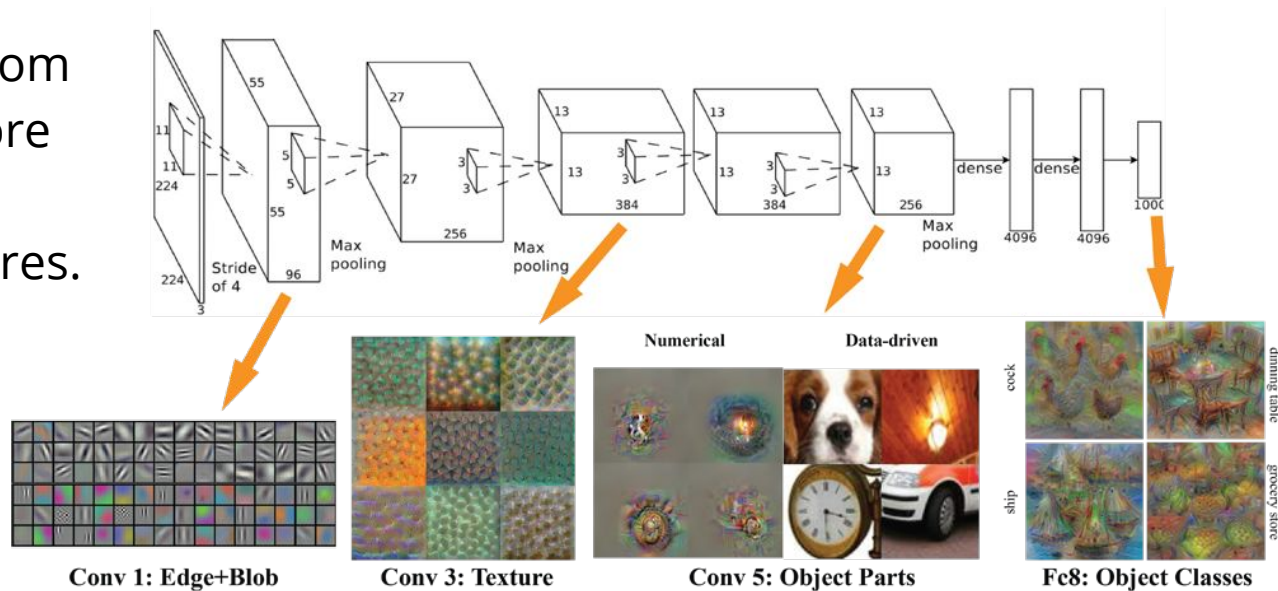 om
ore
res.
55
27
13
13
13
11
11
5
5
3
3
3
3
3
3
27
13
13
13
dense
dense
224
55
384
384
256
1000
256
4096
4096
Max
pooling
Max
pooling
Max
pooling
224
Stride
of 4
96
3
Numerical
Data-driven
cock
dinning table
ship
grocery store
Conv 1: Edge+Blob
Conv 3: Texture
Conv 5: Object Parts
Fc8: Object Classes